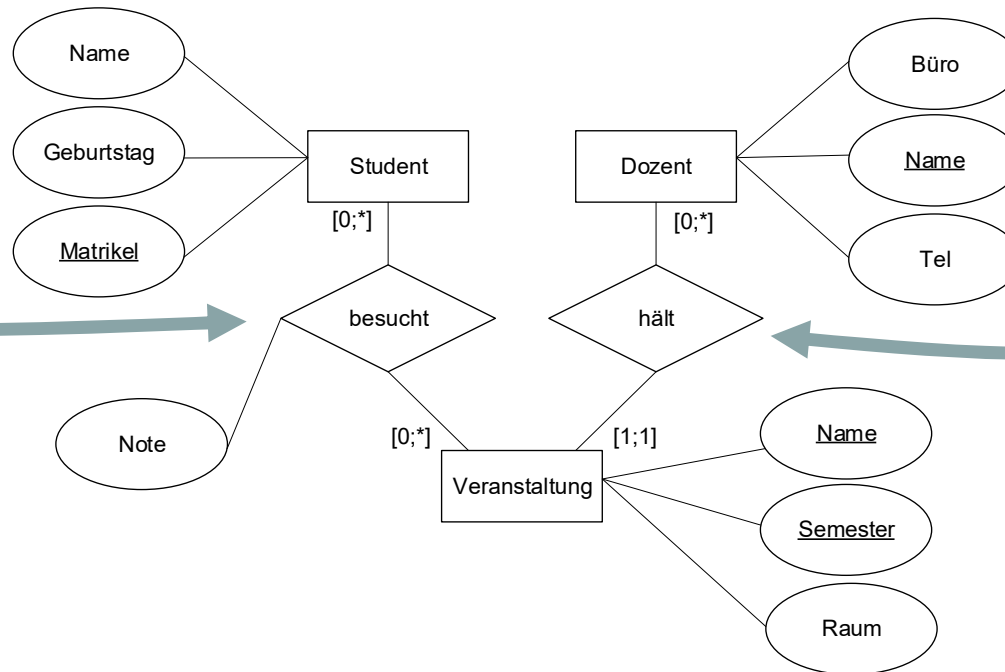 Name
Büro
Geburtstag
Student
Dozent
Name
Matrikel
[0;*]
[0;*]
Tel
besucht
hält
Note
[0;*]
[1;1]
Name
Veranstaltung
Semester
Raum